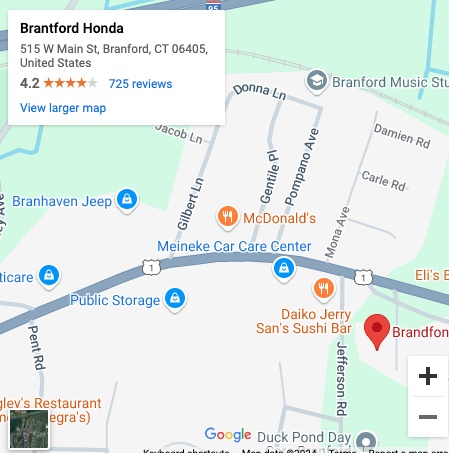 Brantford Honda
515 W Main St, Branford, CT 06405,
United States
4.2 725 reviews
View larger map
95
Branford Music Stu
Donna Ln
Jacob Ln
Damien Rd
Carle Rd
Gilbert Ln
Gentile Pl
Pompano Ave
Mona Ave
Branhaven Jeep
McDonald's
Meineke Car Care Center
1
1
ticare
Eli's B
Public Storage
Daiko Jerry
San's Sushi Bar
Brandfon
Pent Rd
Jefferson Rd
gley's Restaurant
egra's)
Google
Duck Pond Day